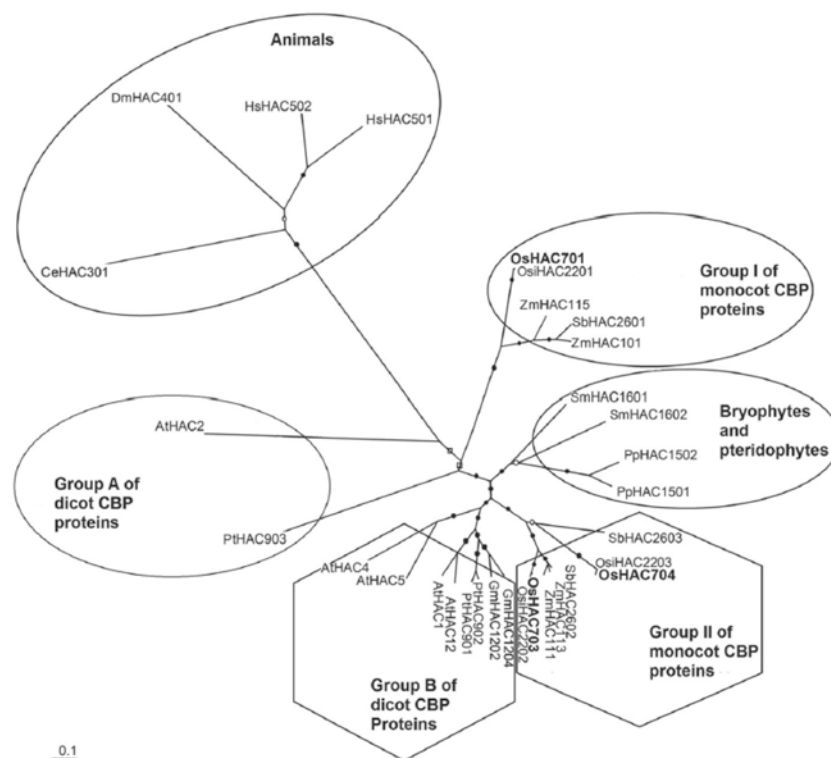 Animals
DmHAC401
HsHAC502
HsHAC501
CeHAC301
OsHAC701
OsiHAC2201
Group I of
monocot CBP
proteins
ZmHAC115
SbHAC2601
ZmHAC101
SmHAC1601
SmHAC1602
Bryophytes
and
pteridophytes
PpHAC1502
PpHAC1501
AtHAC2
Group A of
dicot CBP
proteins
PtHAC903
SbHAC2603
OsiHAC2203
OsHAC704
AtHAC4
AtHAC5
AtHAC1
AtHAC12
PtHAC901
PtHAC902
GmHAC1202
GmHAC1204
OsiHAC2202
OsHAC703
ZmHAC111
ZmHAC113
SbHAC2602
Group II of
monocot CBP
proteins
Group B of
dicot CBP
Proteins
0.1